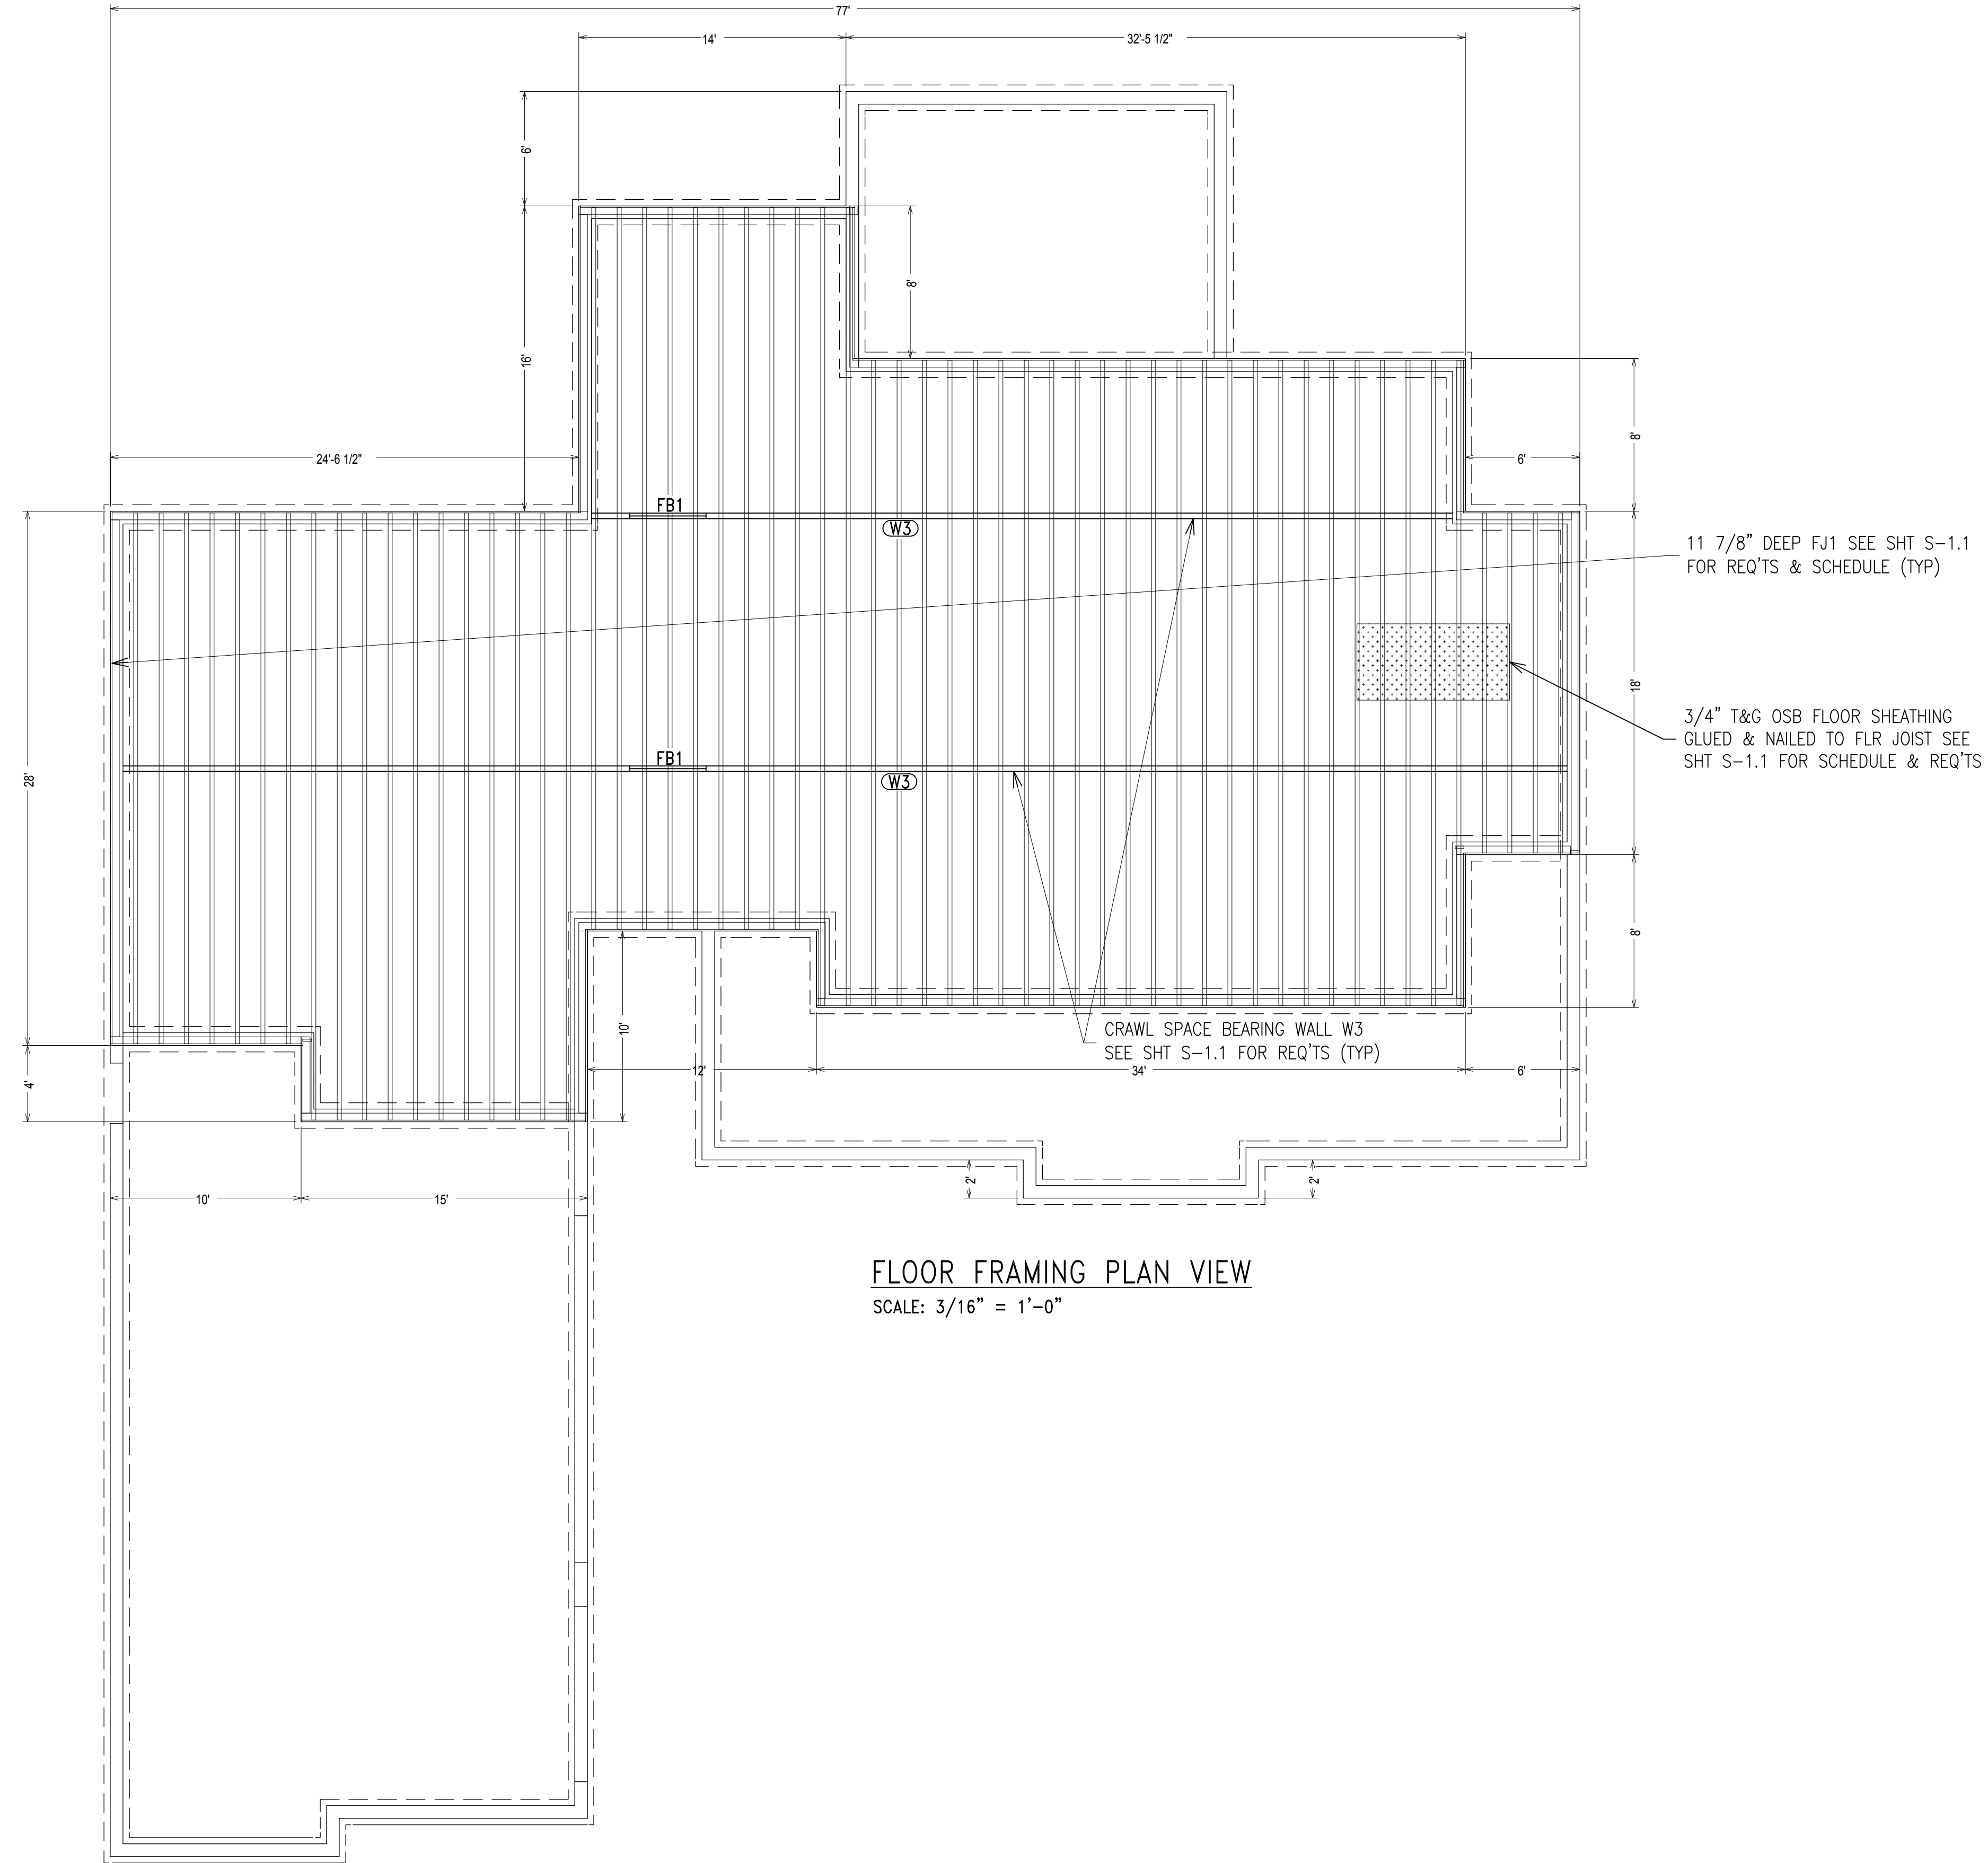 77'
14'
32'-5 1/2"
6'
16'
8'
8'
24'-6 1/2"
6'
FB1
W3
11 7/8" DEEP FJ1 SEE SHT S-1.1
FOR REQ'TS & SCHEDULE (TYP)
18'
3/4" T&G OSB FLOOR SHEATHING
GLUED & NAILED TO FLR JOIST SEE
SHT S-1.1 FOR SCHEDULE & REQ'TS
FB1
W3
28'
8'
10'
CRAWL SPACE BEARING WALL W3
SEE SHT S-1.1 FOR REQ'TS (TYP)
12'
34'
6'
4'
2'
2'
10'
15'
FLOOR FRAMING PLAN VIEW
SCALE: 3/16" = 1'-0"